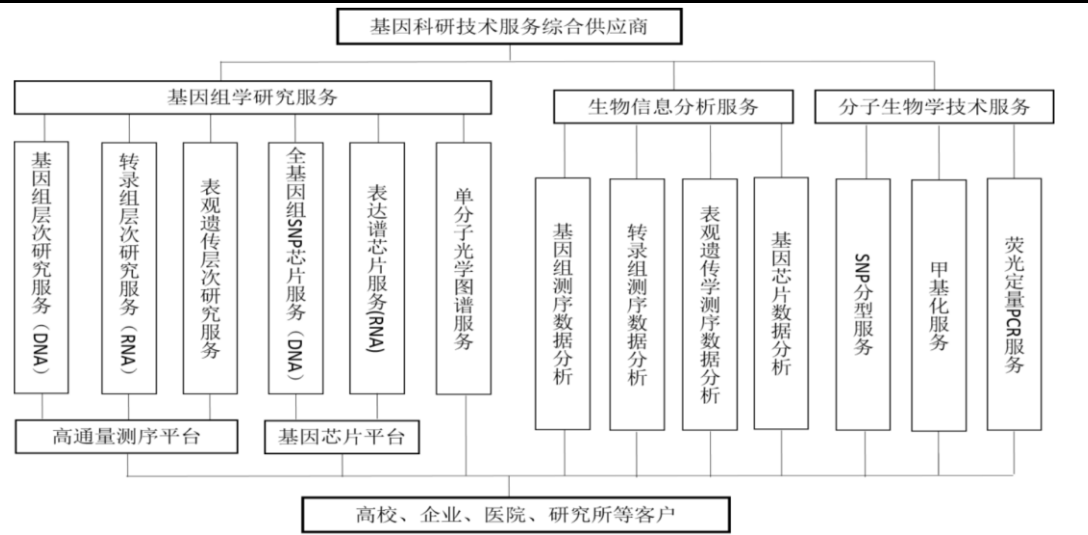 基因科研技术服务综合供应商
基因组学研究服务
生物信息分析服务
分子生物学技术服务
基因组层次研究服务（DNA）
转录组层次研究服务（RNA）
表观遗传层次研究服务
全基因组SNP芯片服务（DNA）
表达谱芯片服务(RNA)
单分子光学图谱服务
基因组测序数据分析
转录组测序数据分析
表观遗传学测序数据分析
基因芯片数据分析
SNP分型服务
甲基化服务
荧光定量PCR服务
高通量测序平台
基因芯片平台
高校、企业、医院、研究所等客户